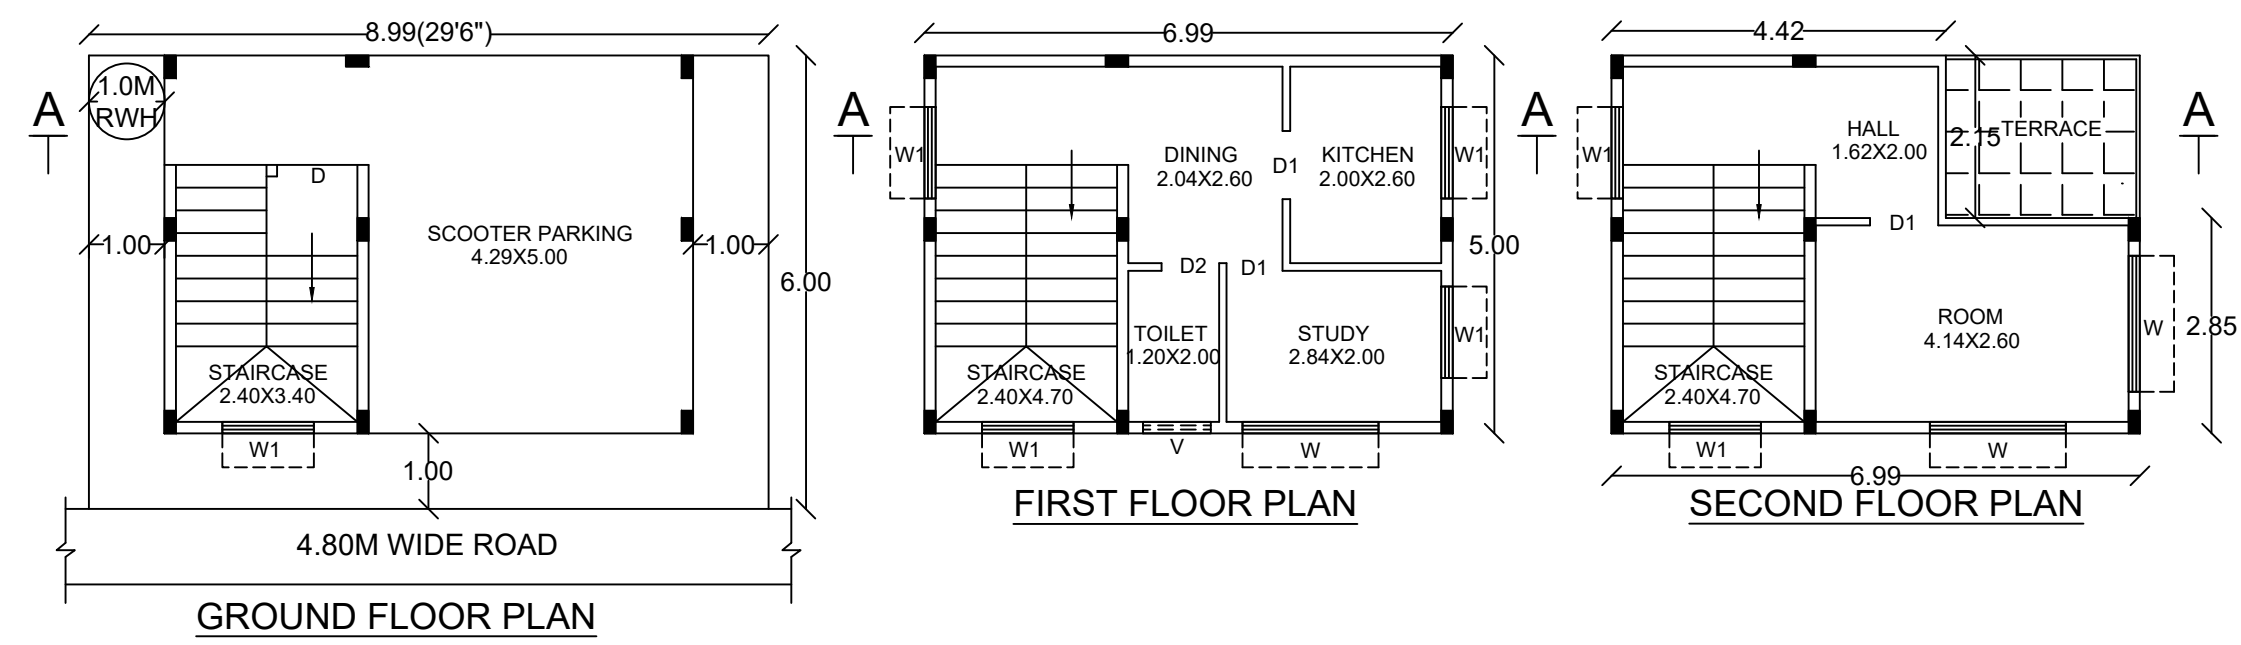 8.99(29'6")
1.0M
RWH
A
D
SCOOTER PARKING
4.29X5.00
1.00
1.00
6.00
STAIRCASE
2.40X3.40
W1
1.00
4.80M WIDE ROAD
GROUND FLOOR PLAN
6.99
A
W1
DINING
2.04X2.60
D1
KITCHEN
2.00X2.60
W1
5.00
D2
D1
TOILET
1.20X2.00
STUDY
2.84X2.00
W1
STAIRCASE
2.40X4.70
W1
V
W
FIRST FLOOR PLAN
4.42
A
W1
HALL
1.62X2.00
2.15
TERRACE
A
D1
ROOM
4.14X2.60
W
2.85
STAIRCASE
2.40X4.70
W1
W
6.99
SECOND FLOOR PLAN